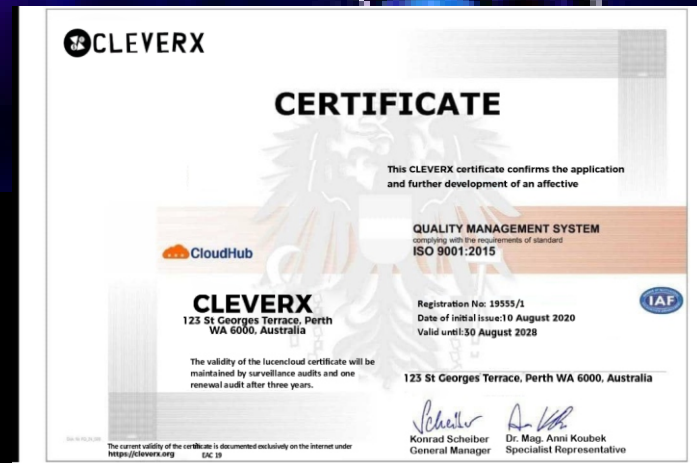 CLEVERX
CERTIFICATE
This CLEVERX certificate confirms the application
and further development of an affective
QUALITY MANAGEMENT SYSTEM
complying with the requirements of standard
ISO 9001:2015
CloudHub
IAF
CLEVERX
123 St Georges Terrace, Perth
WA 6000, Australia
Registration No: 19555/1
Date of initial issue:10 August 2020
Valid until:30 August 2028
The validity of the lucencloud certificate will be
maintained by surveillance audits and one
renewal audit after three years.
123 St Georges Terrace, Perth WA 6000, Australia
Scheiber
Konrad Scheiber
General Manager
Dr. Mag. Anni Koubek
Specialist Representative
The current validity of the certificate is documented exclusively on the internet under
https://cleverx.org
EAC 19